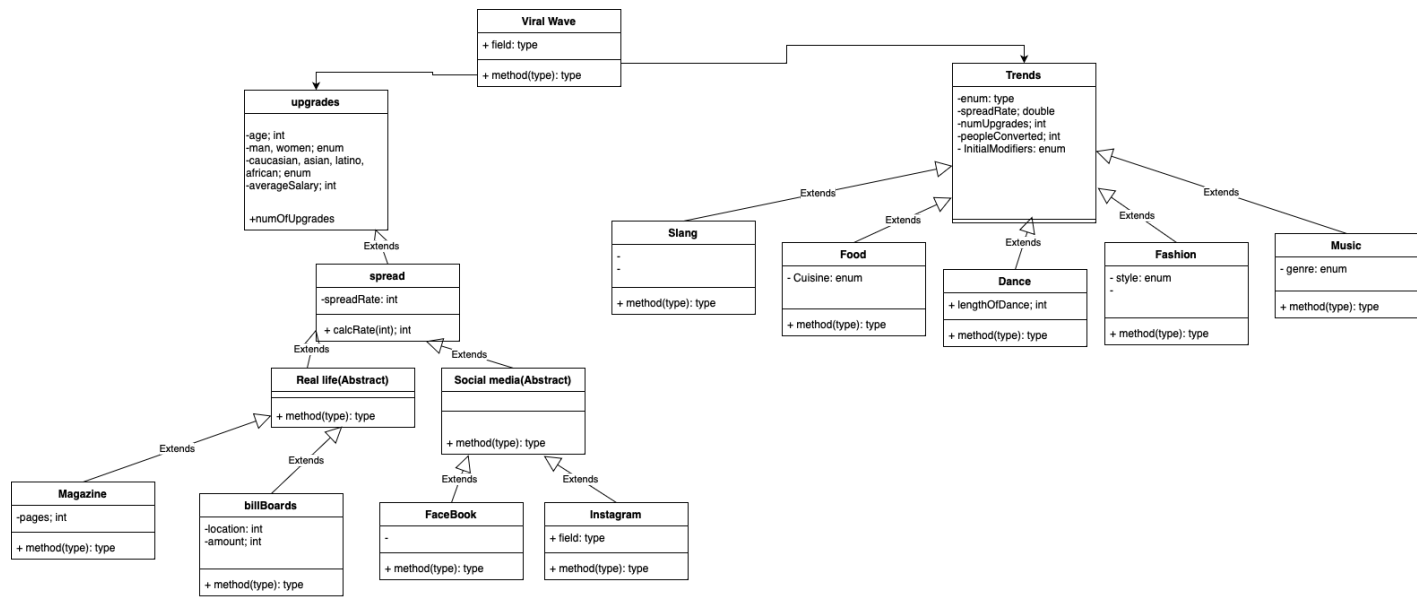 Viral Wave
+ field: type
+ method(type): type
upgrades
-age; int
-man, women; enum
-caucasian, asian, latino,
african; enum
-averageSalary; int
+numOfUpgrades
Trends
-enum: type
-spreadRate; double
-numUpgrades; int
-peopleConverted; int
- InitialModifiers: enum
Extends
Extends
Extends
Extends
Extends
Extends
Slang
-
-
+ method(type): type
Food
- Cuisine: enum
+ method(type): type
Dance
+ lengthOfDance; int
+ method(type): type
Fashion
- style: enum
-
+ method(type): type
Music
- genre: enum
+ method(type): type
spread
-spreadRate: int
+ calcRate(int); int
Extends
Extends
Real life(Abstract)
+ method(type): type
Social media(Abstract)
+ method(type): type
Extends
Extends
Extends
Extends
Magazine
-pages; int
+ method(type): type
billBoards
-location: int
-amount; int
+ method(type): type
FaceBook
-
+ method(type): type
Instagram
+ field: type
+ method(type): type